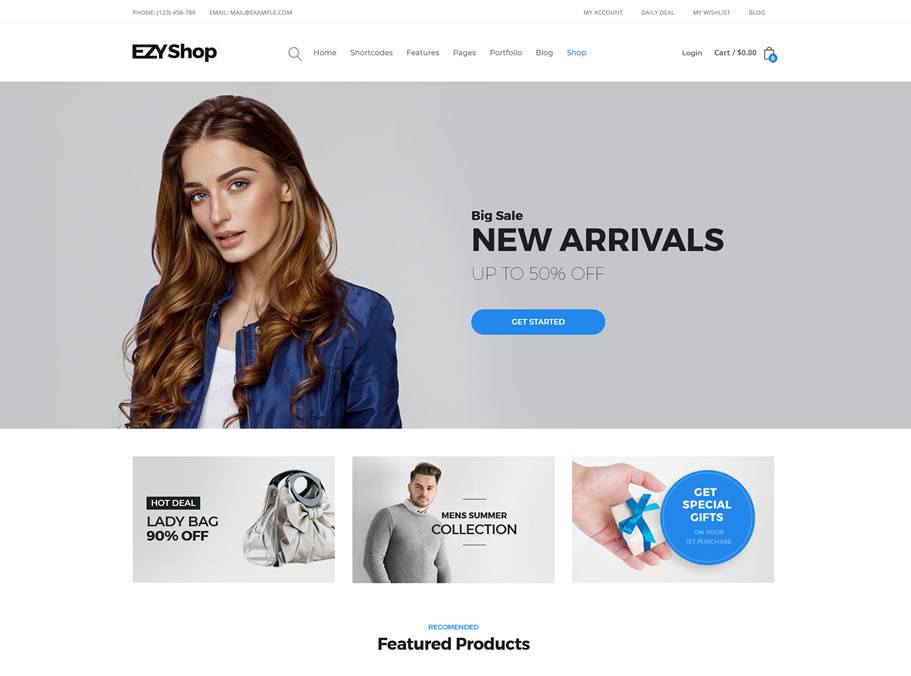 PHONE: (123) 456-789 EMAIL: MAIL@EXAMPLE.COM MY ACCOUNT DAILY DEAL MY WISHLIST BLOG
EZYShop Home Shortcodes Features Pages Portfolio Blog Shop Login Cart / $0.00 0
Big Sale
NEW ARRIVALS
UP TO 50% OFF
GET STARTED
HOT DEAL
LADY BAG
90% OFF
MENS SUMMER
COLLECTION
GET
SPECIAL
GIFTS
ON YOUR
1ST PURCHASE
RECOMENDED
Featured Products